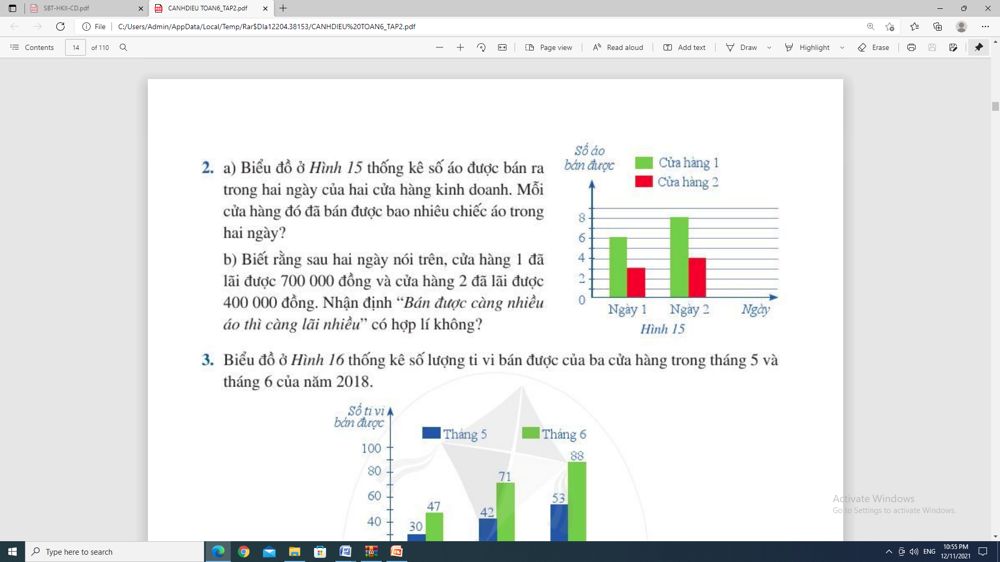 SBT-HKII-CD.pdf
CANHDIEU TOAN6_TAP2.pdf
File
C:/Users/Admin/AppData/Local/Temp/Rar$DIa12204.38153/CANHDIEU%20TOAN6_TAP2.pdf
Contents
14
of 110
Page view
Read aloud
Add text
Draw
Highlight
Erase
2. a) Biểu đồ ở Hình 15 thống kê số áo được bán ra
trong hai ngày của hai cửa hàng kinh doanh. Mỗi
cửa hàng đó đã bán được bao nhiêu chiếc áo trong
hai ngày?
b) Biết rằng sau hai ngày nói trên, cửa hàng 1 đã
lãi được 700 000 đồng và cửa hàng 2 đã lãi được
400 000 đồng. Nhận định “Bán được càng nhiều
áo thì càng lãi nhiều” có hợp lí không?
Số áo
bán được
Cửa hàng 1
Cửa hàng 2
8
6
4
2
0
Ngày 1
Ngày 2
Ngày
Hình 15
3. Biểu đồ ở Hình 16 thống kê số lượng ti vi bán được của ba cửa hàng trong tháng 5 và
tháng 6 của năm 2018.
Số ti vi
bán được
Tháng 5
Tháng 6
100
80
60
40
30
47
42
71
53
88
Activate Windows
Go to Settings to activate Windows.
Type here to search
ENG
10:55 PM
12/11/2021